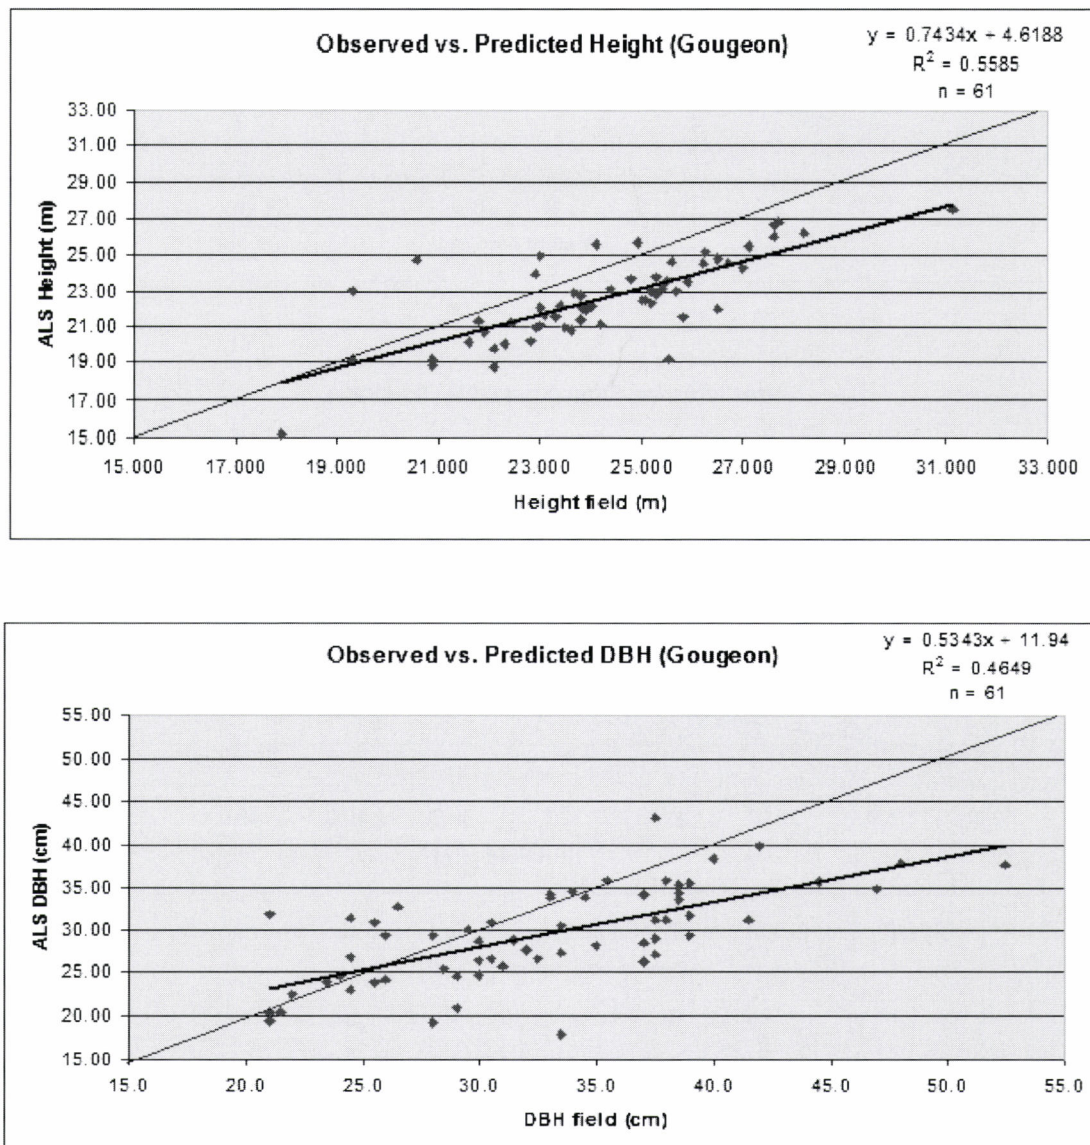 Observed vs. Predicted Height (Gougeon)
y = 0.7434x + 4.6188
R² = 0.5585
n = 61
ALS Height (m)
33.00
31.00
29.00
27.00
25.00
23.00
21.00
19.00
17.00
15.00
15.000 17.000 19.000 21.000 23.000 25.000 27.000 29.000 31.000 33.000
Height field (m)
Observed vs. Predicted DBH (Gougeon)
y = 0.5343x + 11.94
R² = 0.4649
n = 61
ALS DBH (cm)
55.00
50.00
45.00
40.00
35.00
30.00
25.00
20.00
15.00
15.0 20.0 25.0 30.0 35.0 40.0 45.0 50.0 55.0
DBH field (cm)